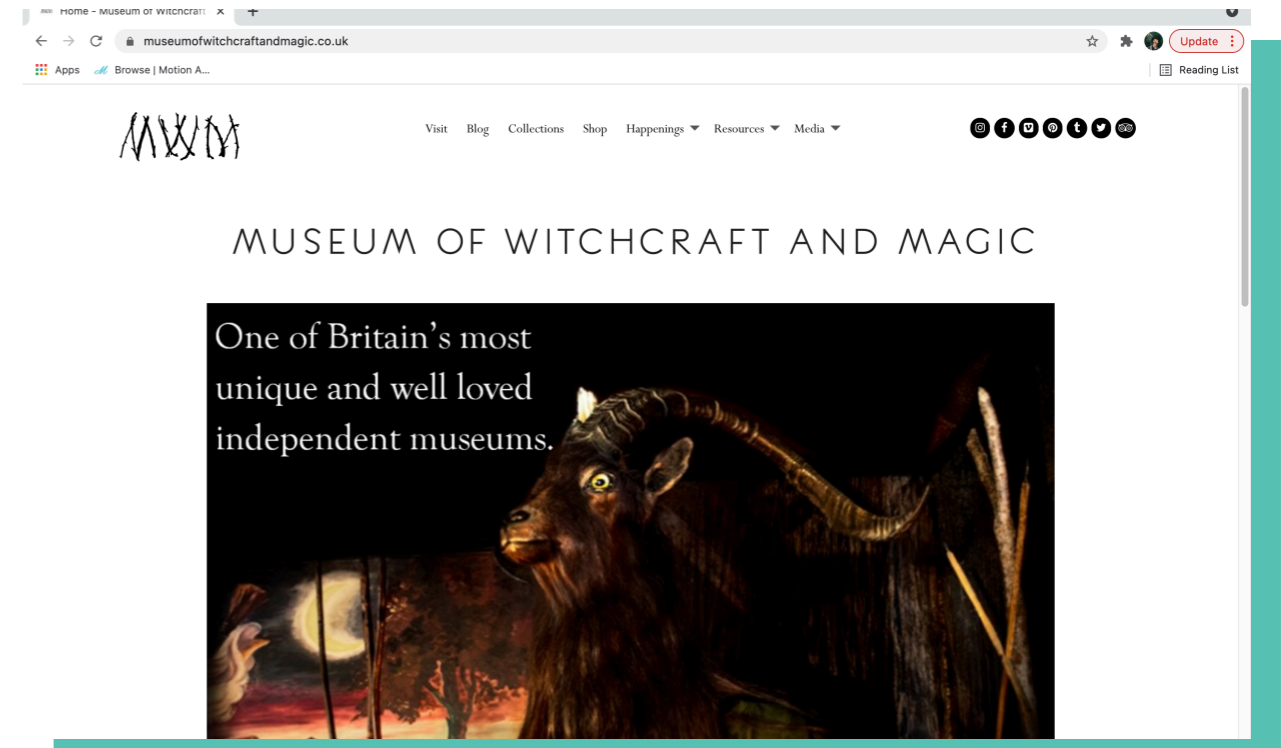 Home - Museum of Witchcraft
museumofwitchcraftandmagic.co.uk
Update
Apps
Browse | Motion A...
Reading List
MWM
Visit Blog Collections Shop Happenings Resources Media
MUSEUM OF WITCHCRAFT AND MAGIC
One of Britain's most
unique and well loved
independent museums.